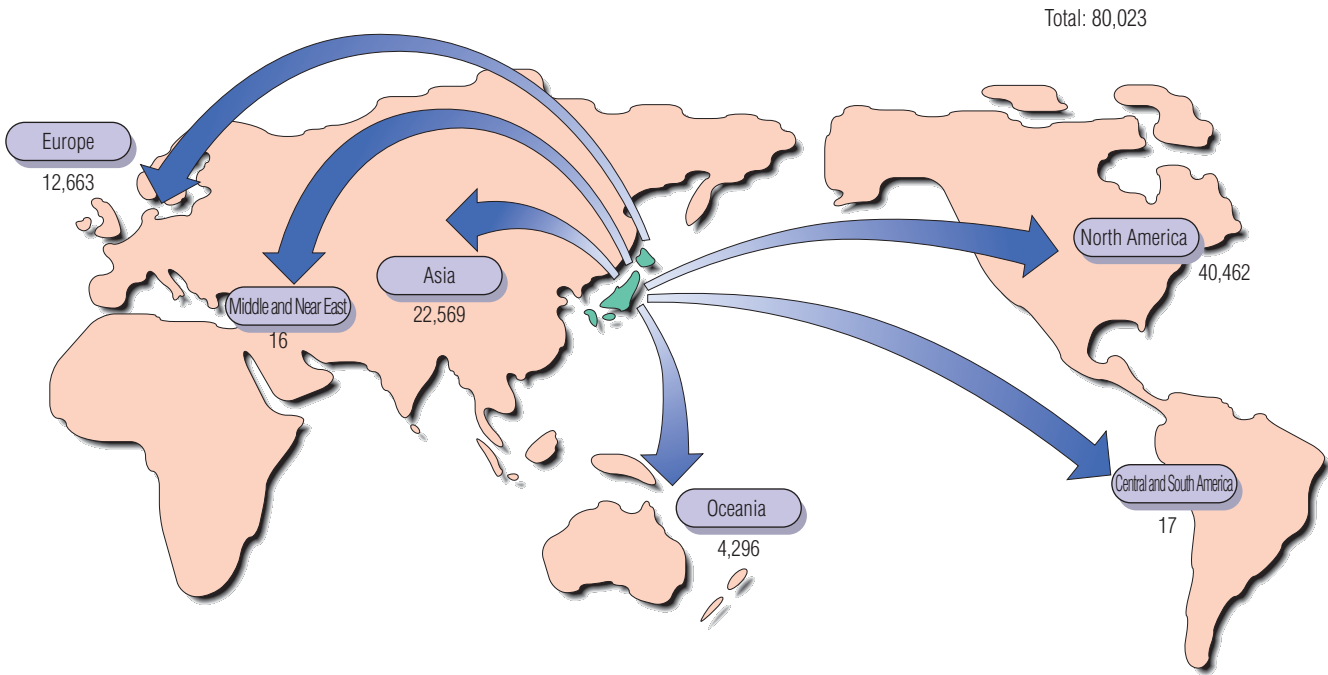 Total: 80,023
Europe
12,663
Middle and Near East
16
Asia
22,569
North America
40,462
Oceania
4,296
Central and South America
17